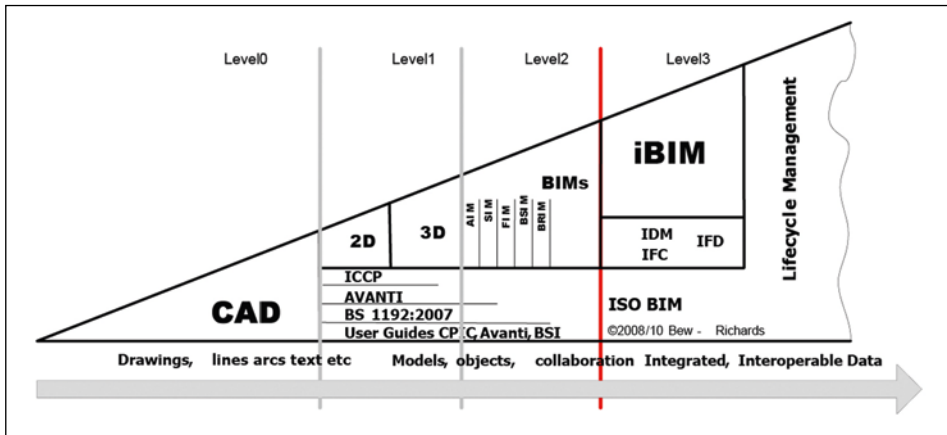 Level0
Level1
Level2
Level3
Lifecycle Management
iBIM
BIMs
AIM
SIM
FIM
BSIM
BRIM
2D
3D
IDM
IFD
IFC
ICCP
AVANTI
CAD
BS 1192:2007
ISO BIM
User Guides CPIC, Avanti, BSI
©2008/10 Bew - Richards
Drawings, lines arcs text etc
Models, objects, collaboration
Integrated, Interoperable Data